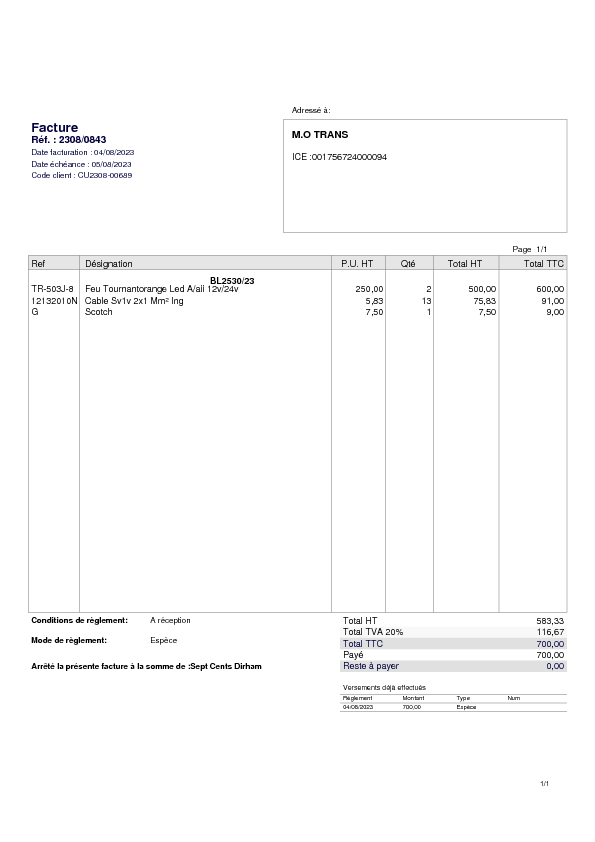 Adressé à:
Facture
Réf. : 2308/0843
Date facturation : 04/08/2023
Date échéance : 05/08/2023
Code client : CU2308-00689
M.O TRANS
ICE :001756724000094
Page 1/1
Ref Désignation P.U. HT Qté Total HT Total TTC
BL2530/23
TR-503J-8 Feu Tournantorange Led A/ail 12v/24v 250,00 2 500,00 600,00
12132010N Cable Sv1v 2x1 Mm² Ing 5,83 13 75,83 91,00
G Scotch 7,50 1 7,50 9,00
Conditions de règlement: A réception
Mode de règlement: Espèce
Arrêté la présente facture à la somme de :Sept Cents Dirham
Total HT 583,33
Total TVA 20% 116,67
Total TTC 700,00
Payé 700,00
Reste à payer 0,00
Versements déjà effectués
Règlement Montant Type Num
04/08/2023 700,00 Espèce
1/1